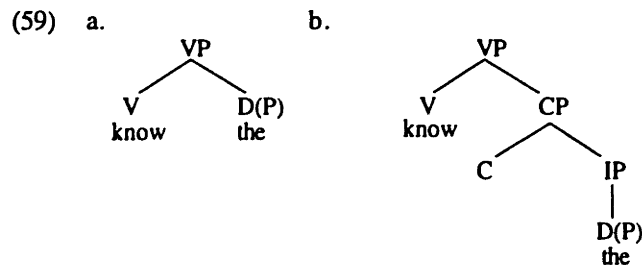 (59) a. b.
VP VP
V D(P) V CP
know the know
C IP
D(P)
the